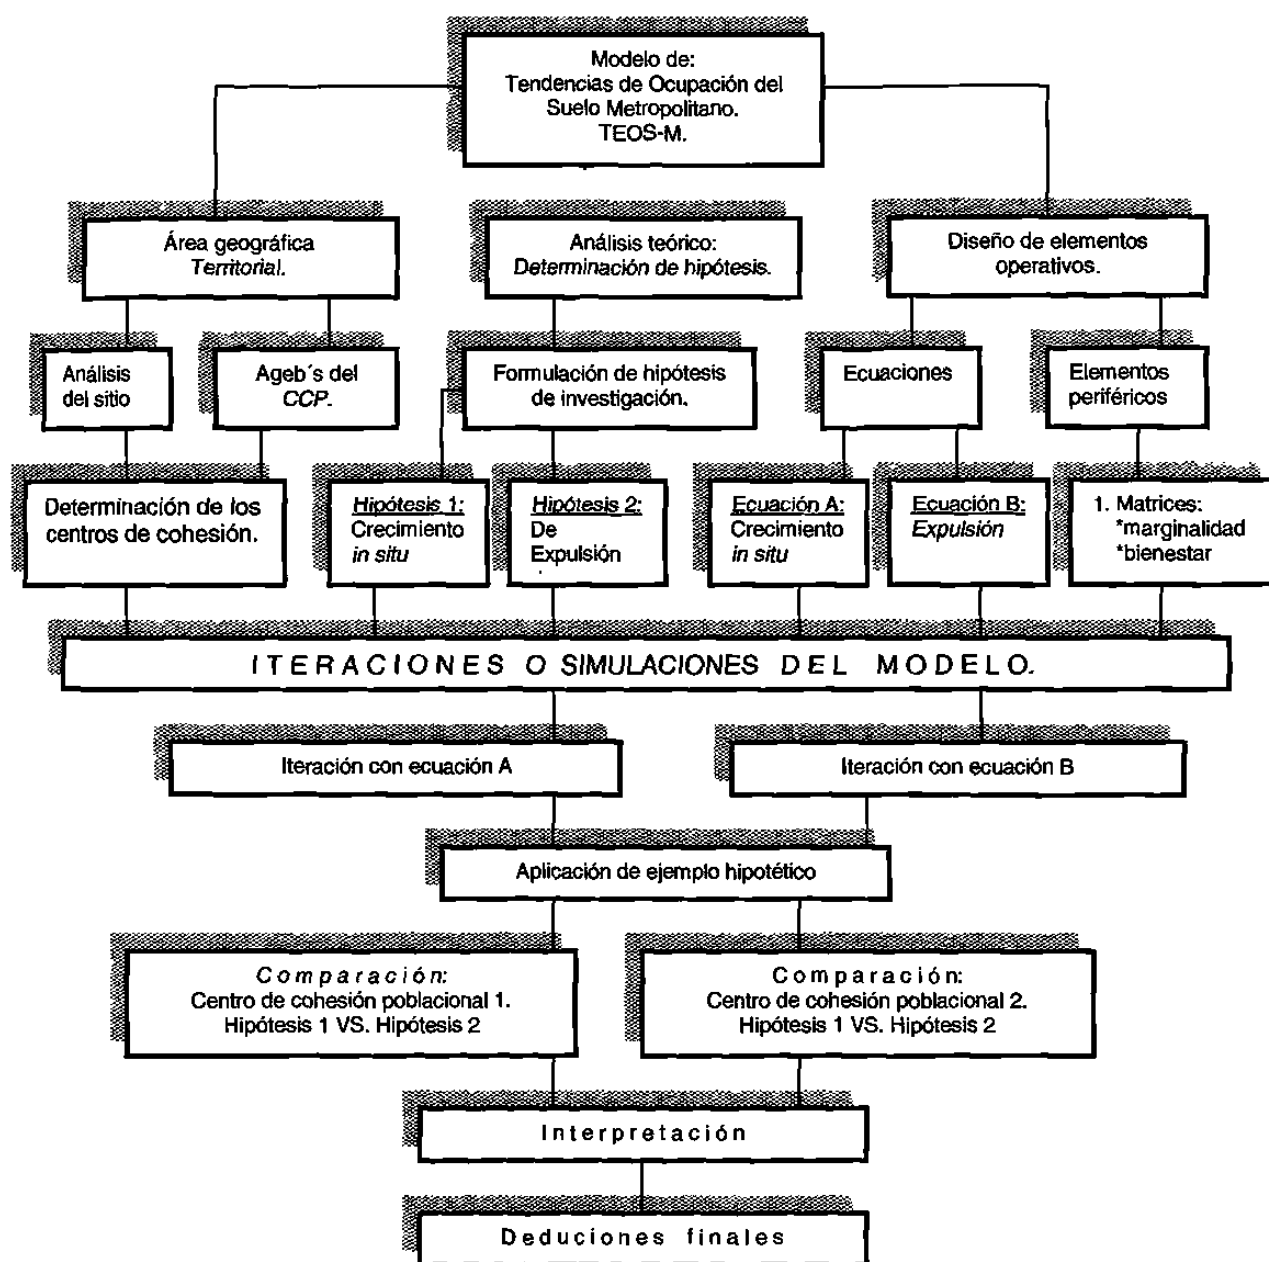 Modelo de:
Tendencias de Ocupación del
Suelo Metropolitano.
TEOS-M.
Área geográfica
Territorial.
Análisis teórico:
Determinación de hipótesis.
Diseño de elementos
operativos.
Análisis
del sitio
Ageb´s del
CCP.
Formulación de hipótesis
de investigación.
Ecuaciones
Elementos
periféricos
Determinación de los
centros de cohesión.
Hipótesis 1:
Crecimiento
in situ
Hipótesis 2:
De
Expulsión
Ecuación A:
Crecimiento
in situ
Ecuación B:
Expulsión
1. Matrices:
*marginalidad
*bienestar
ITERACIONES O SIMULACIONES DEL MODELO.
Iteración con ecuación A
Iteración con ecuación B
Aplicación de ejemplo hipotético
Comparación:
Centro de cohesión poblacional 1.
Hipótesis 1 VS. Hipótesis 2
Comparación:
Centro de cohesión poblacional 2.
Hipótesis 1 VS. Hipótesis 2
Interpretación
Deduciones finales